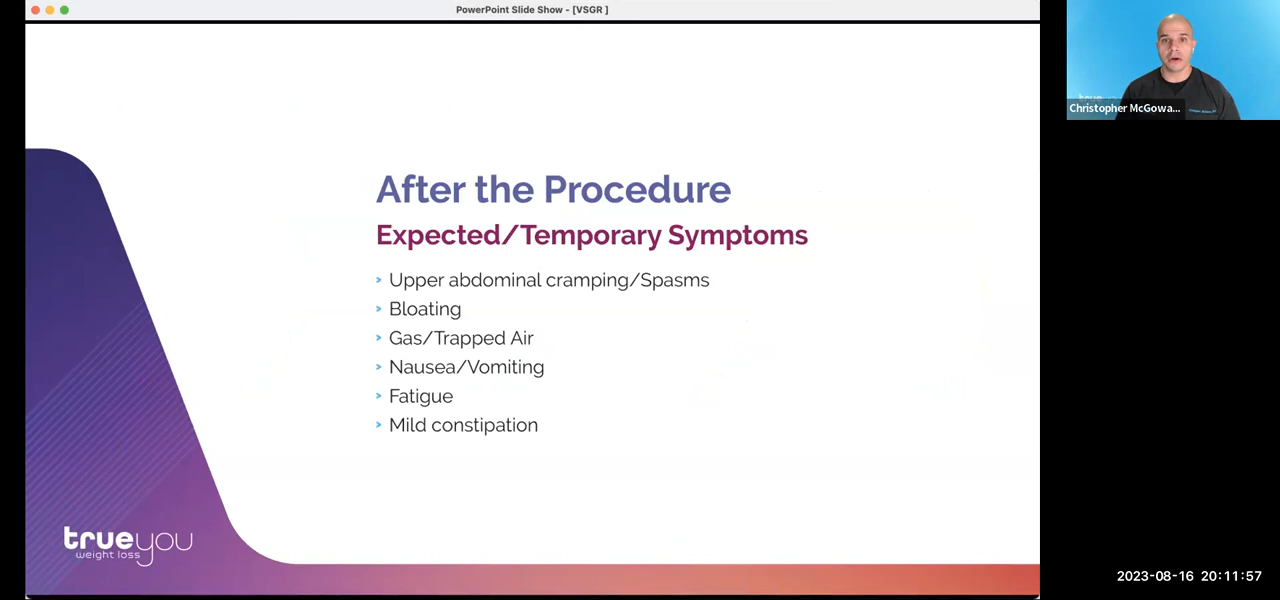 PowerPoint Slide Show - [VSGR ]
After the Procedure
Expected/Temporary Symptoms
› Upper abdominal cramping/Spasms
› Bloating
› Gas/Trapped Air
› Nausea/Vomiting
› Fatigue
› Mild constipation
trueyou
weight loss
Christopher McGowa...
2023-08-16 20:11:57